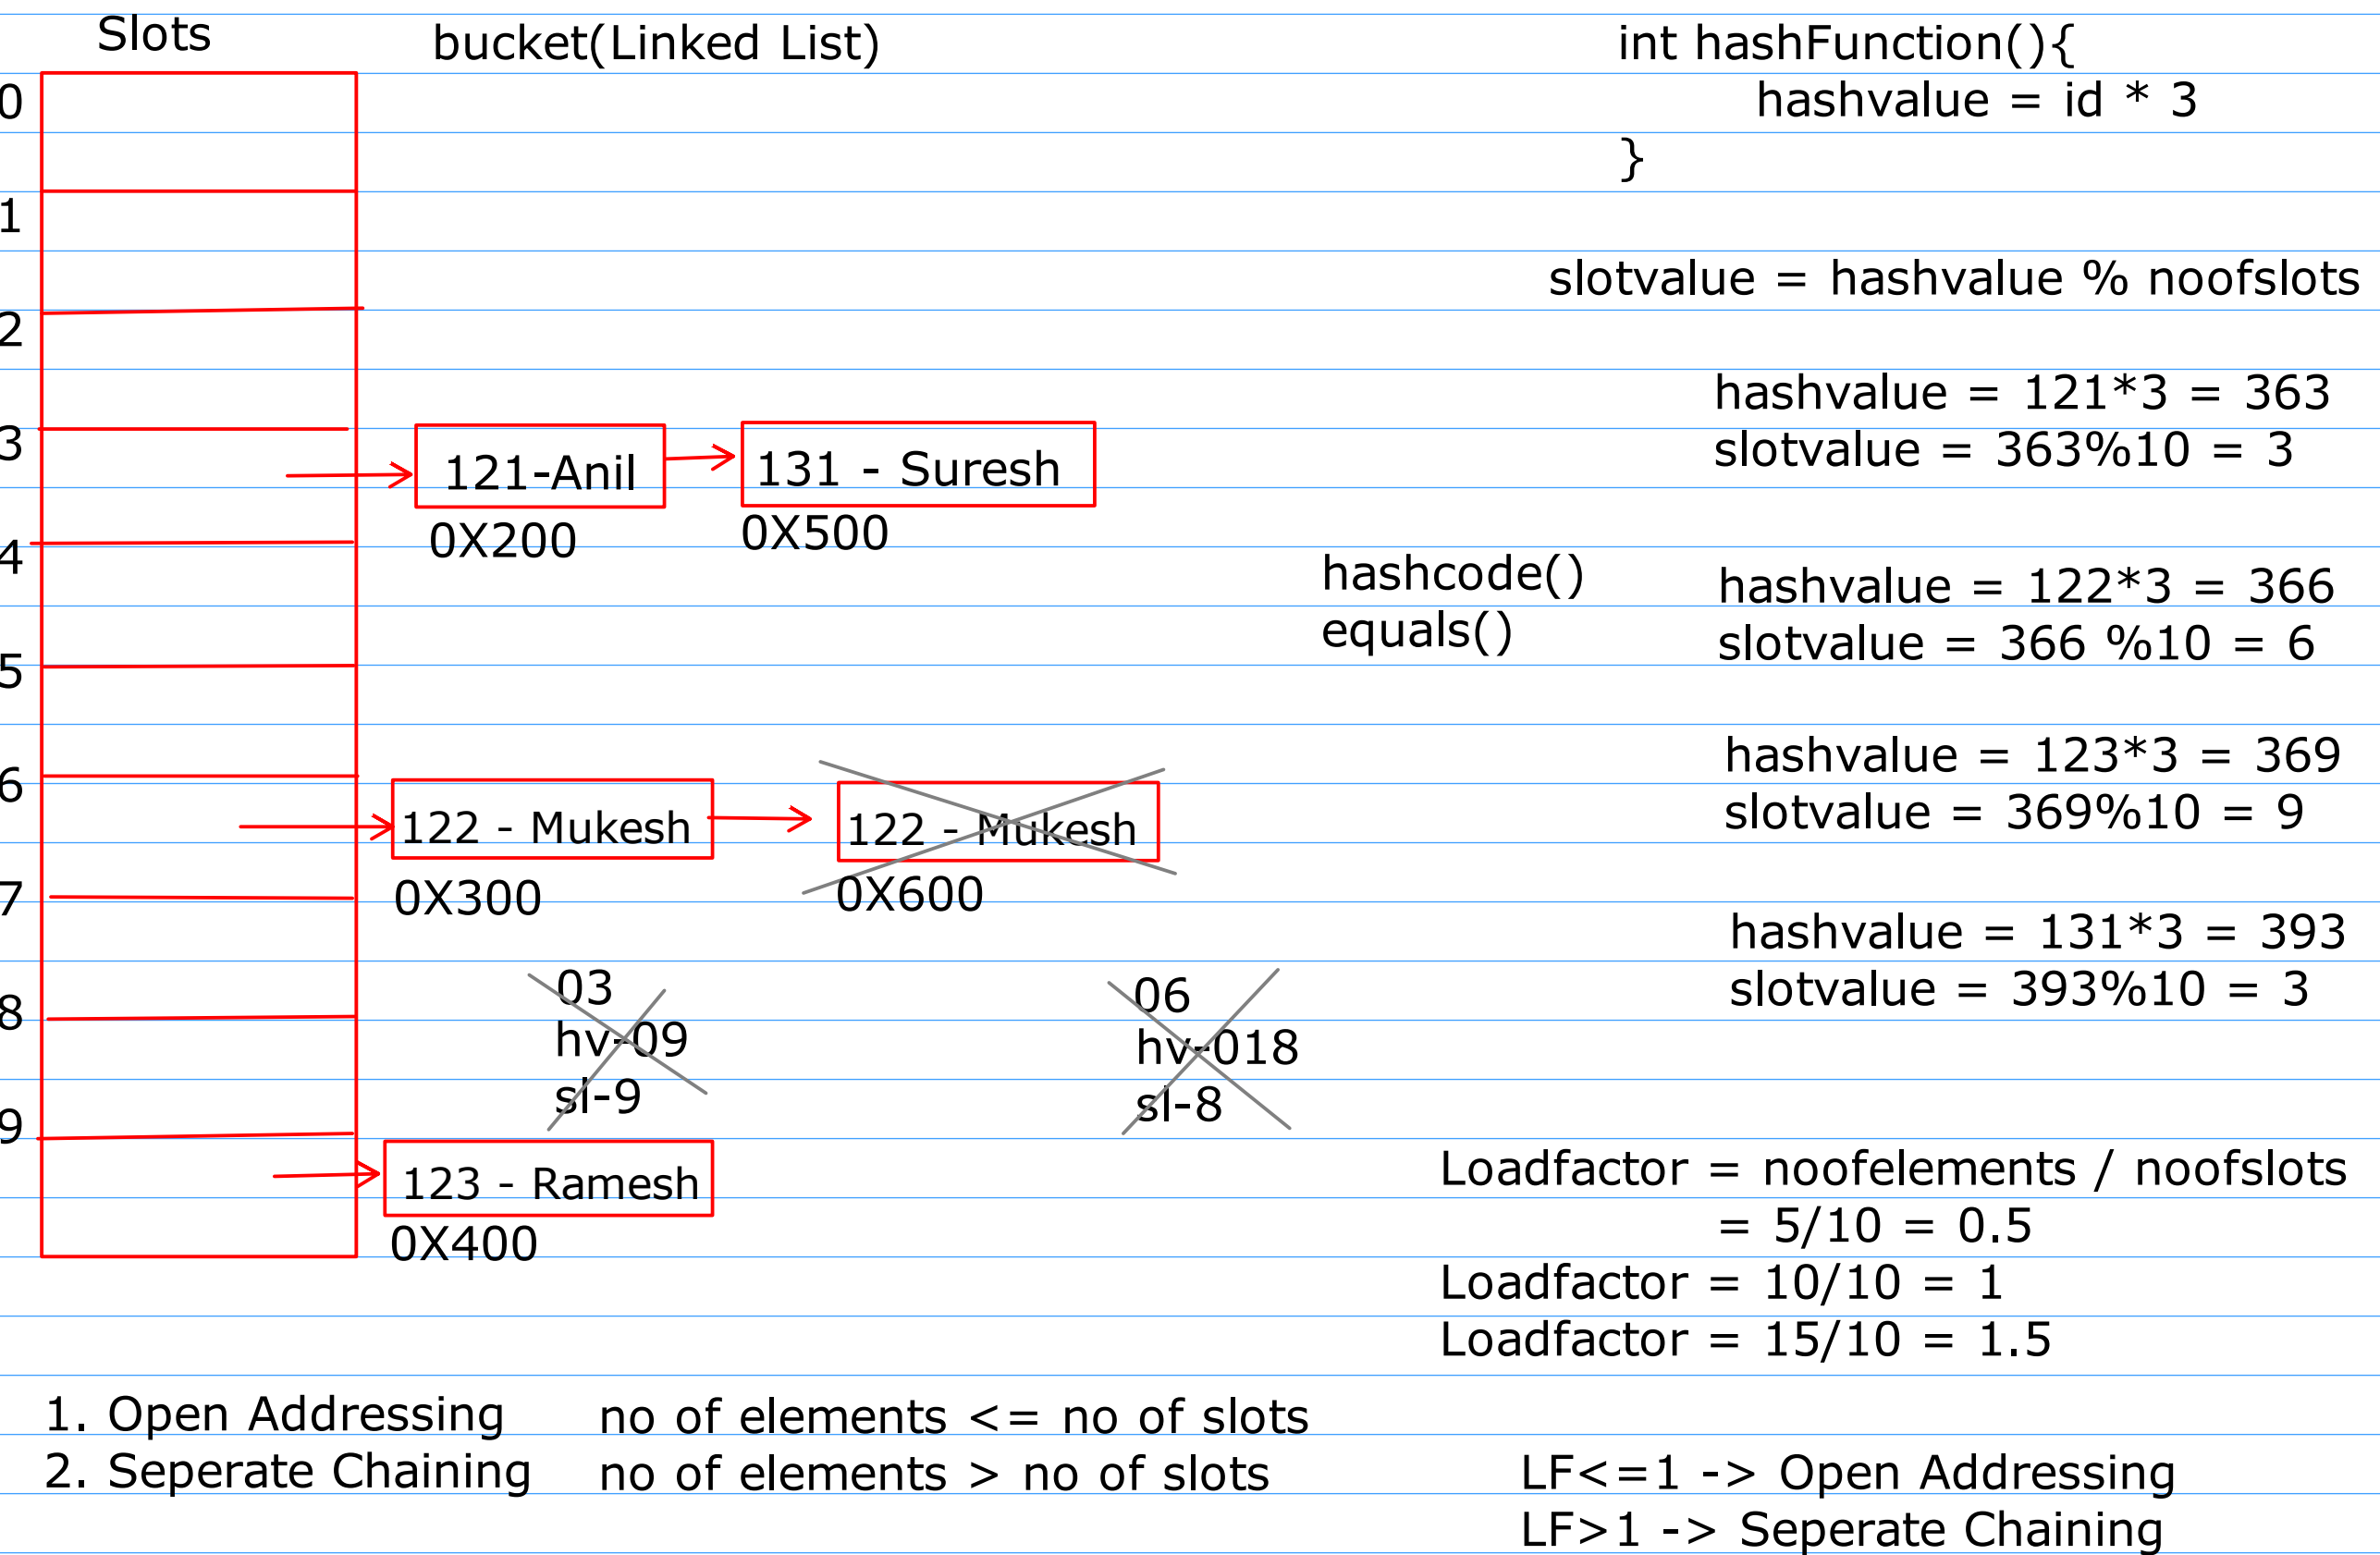 Slots
bucket(Linked List)
int hashFunction(){
hashvalue = id * 3
}
0
1
2
3
4
5
6
7
8
9
slotvalue = hashvalue % noofslots
hashvalue = 121*3 = 363
slotvalue = 363%10 = 3
121-Anil
131 - Suresh
0X200
0X500
hashcode()
equals()
hashvalue = 122*3 = 366
slotvalue = 366 %10 = 6
hashvalue = 123*3 = 369
slotvalue = 369%10 = 9
122 - Mukesh
122 - Mukesh
0X300
0X600
hashvalue = 131*3 = 393
slotvalue = 393%10 = 3
03
hv-09
sl-9
06
hv-018
sl-8
123 - Ramesh
0X400
Loadfactor = noofelements / noofslots
= 5/10 = 0.5
Loadfactor = 10/10 = 1
Loadfactor = 15/10 = 1.5
1. Open Addressing
no of elements <= no of slots
2. Seperate Chaining
no of elements > no of slots
LF<=1 -> Open Addressing
LF>1 -> Seperate Chaining